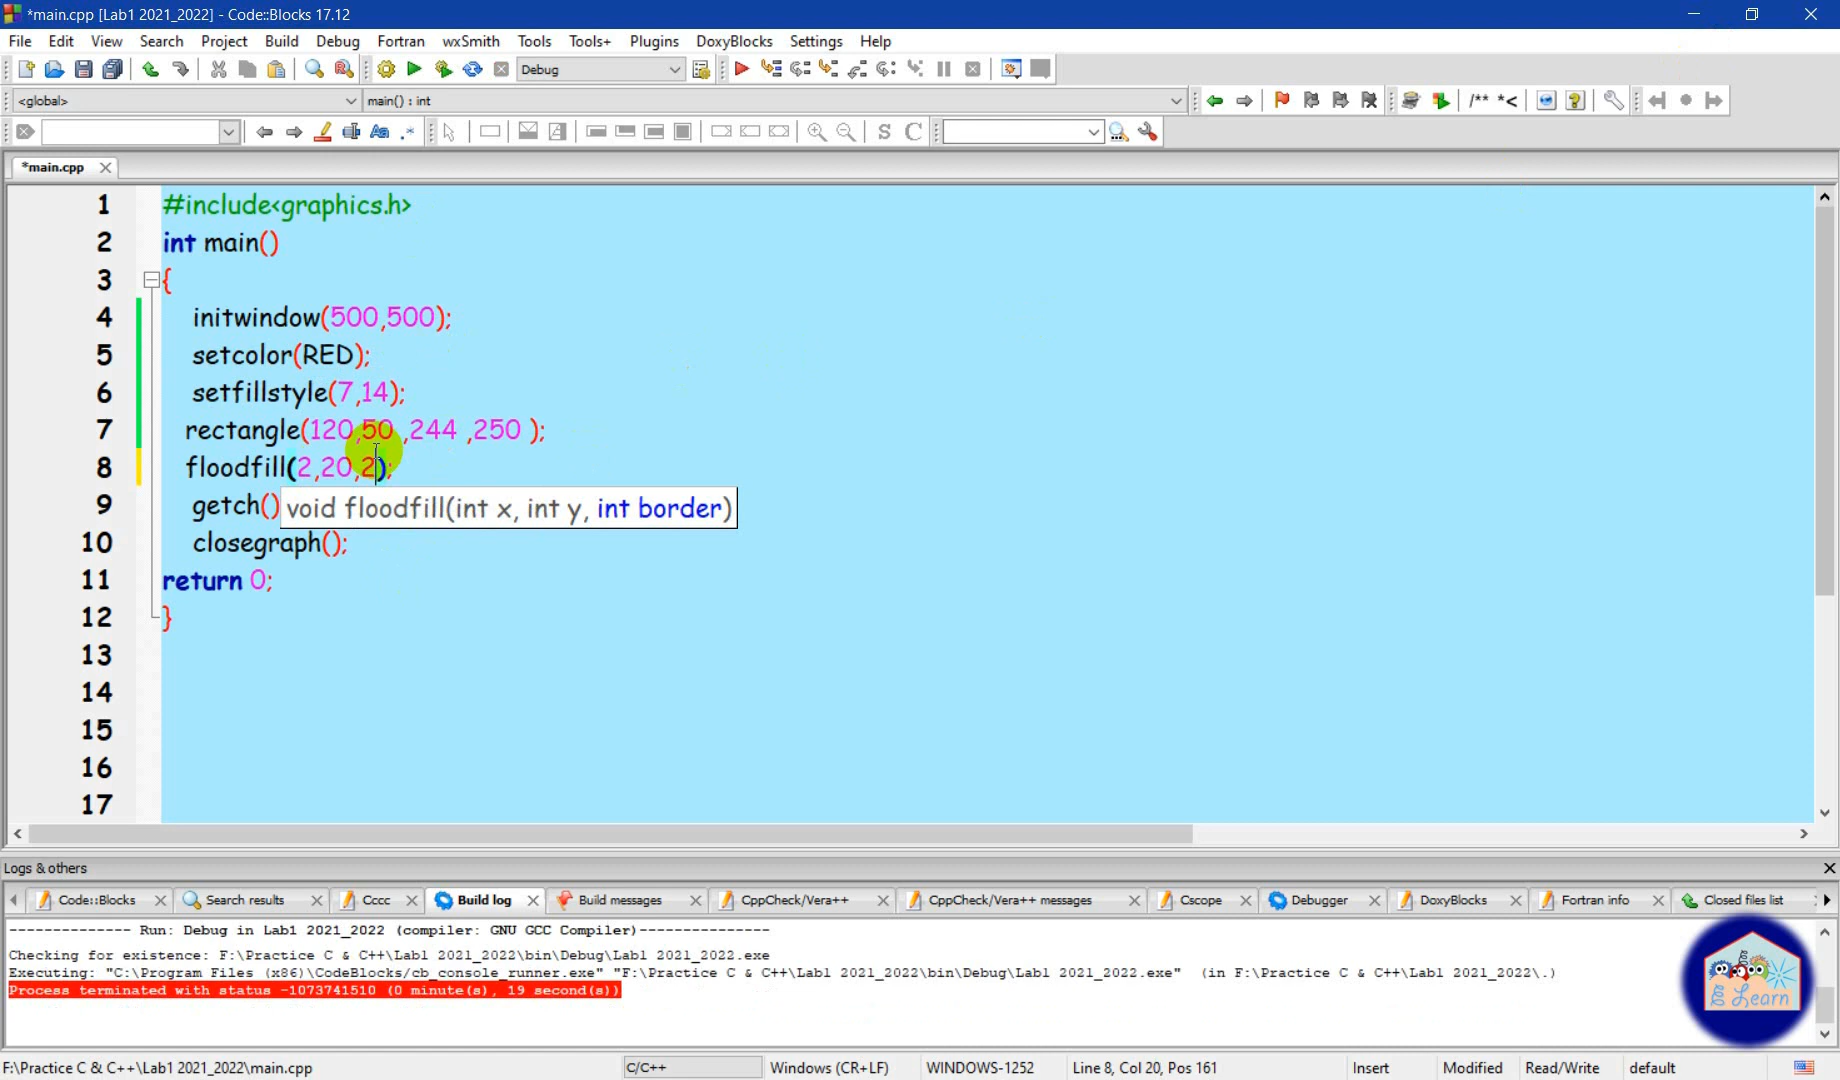 *main.cpp [Lab1 2021_2022] - Code::Blocks 17.12
File Edit View Search Project Build Debug Fortran wxSmith Tools Tools+ Plugins DoxyBlocks Settings Help
Debug
<global> main() : int /** *<
Aa .* S C
*main.cpp
1 #include<graphics.h>
2 int main()
3 {
4 initwindow(500,500);
5 setcolor(RED);
6 setfillstyle(7,14);
7 rectangle(120,50 ,244 ,250 );
8 floodfill(2,20,2);
9 getch() void floodfill(int x, int y, int border)
10 closegraph();
11 return 0;
12 }
13
14
15
16
17
Logs & others
Code::Blocks Search results Cccc Build log Build messages CppCheck/Vera++ CppCheck/Vera++ messages Cscope Debugger DoxyBlocks Fortran info Closed files list
-------------- Run: Debug in Lab1 2021_2022 (compiler: GNU GCC Compiler)---------------
Checking for existence: F:\Practice C & C++\Lab1 2021_2022\bin\Debug\Lab1 2021_2022.exe
Executing: "C:\Program Files (x86)\CodeBlocks/cb_console_runner.exe" "F:\Practice C & C++\Lab1 2021_2022\bin\Debug\Lab1 2021_2022.exe" (in F:\Practice C & C++\Lab1 2021_2022\.)
Process terminated with status -1073741510 (0 minute(s), 19 second(s))
Learn
F:\Practice C & C++\Lab1 2021_2022\main.cpp C/C++ Windows (CR+LF) WINDOWS-1252 Line 8, Col 20, Pos 161 Insert Modified Read/Write default